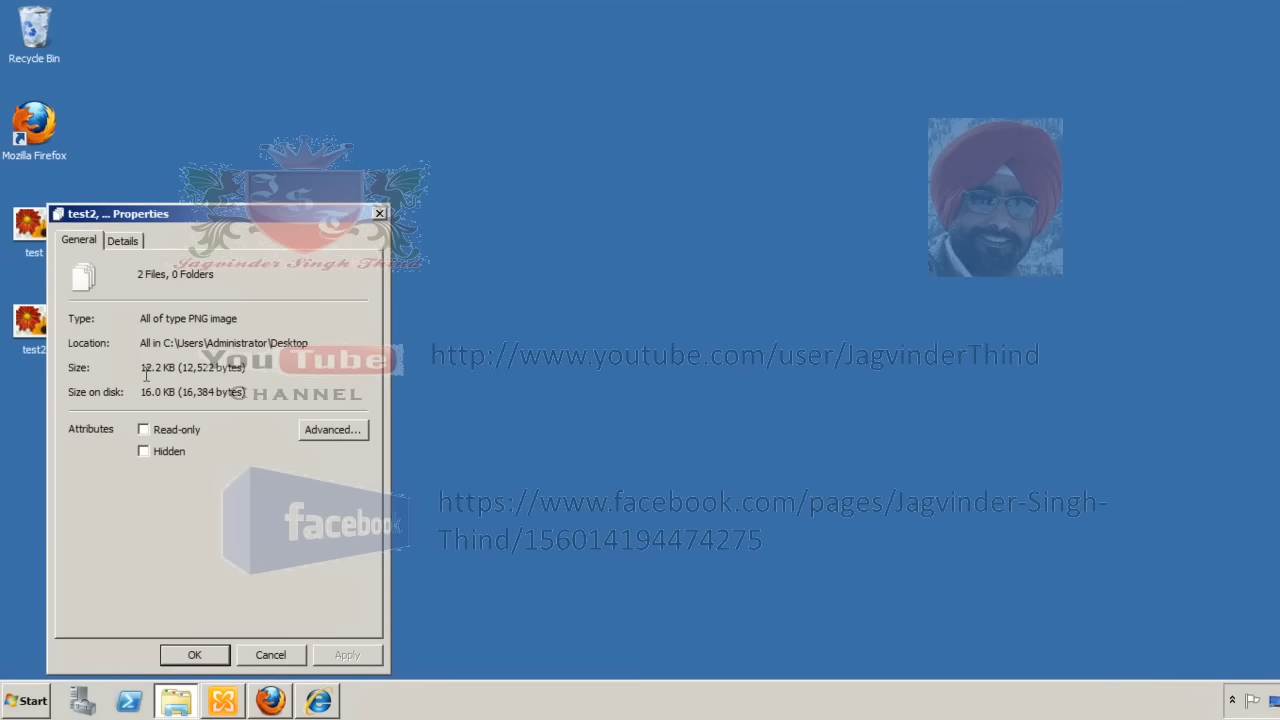 Recycle Bin
Mozilla Firefox
test
test2
test2, ... Properties
General
Details
JST
Jagvinder Singh Thind
2 Files, 0 Folders
Type: All of type PNG image
Location: All in C:\Users\Administrator\Desktop
Size: 12.2 KB (12,522 bytes)
Size on disk: 16.0 KB (16,384 bytes)
Attributes
Read-only
Advanced...
Hidden
OK
Cancel
Apply
YouTube
CHANNEL
http://www.youtube.com/user/JagvinderThind
facebook
https://www.facebook.com/pages/Jagvinder-Singh-
Thind/156014194474275
Start